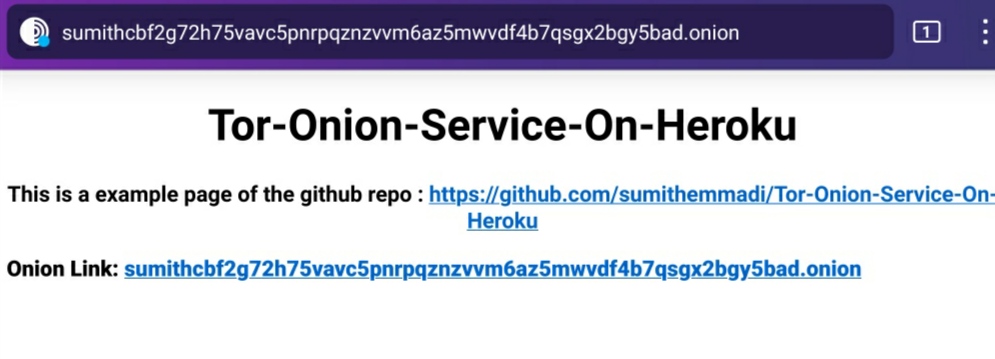 sumithcbf2g72h75vavc5pnrpqznzvvm6az5mwvdf4b7qsgx2bgy5bad.onion
1
Tor-Onion-Service-On-Heroku
This is a example page of the github repo : https://github.com/sumithemmadi/Tor-Onion-Service-On-
Heroku
Onion Link: sumithcbf2g72h75vavc5pnrpqznzvvm6az5mwvdf4b7qsgx2bgy5bad.onion